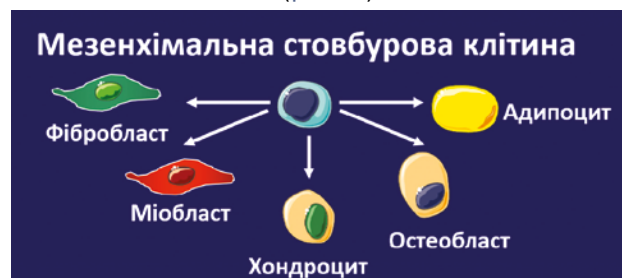 Мезенхімальна стовбурова клітина
Фібробласт
Адипоцит
Міобласт
Остеобласт
Хондроцит